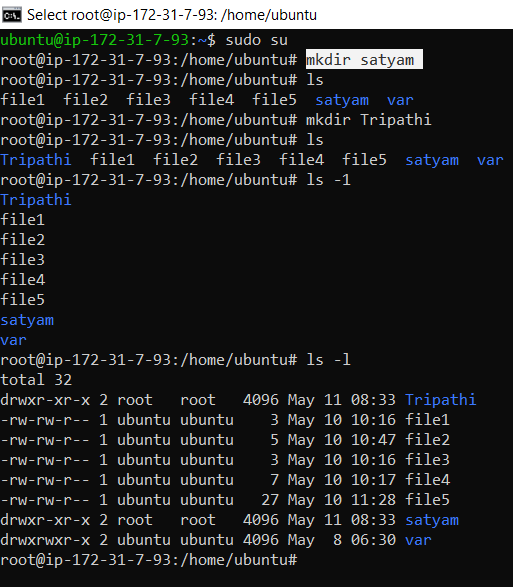 Select root@ip-172-31-7-93: /home/ubuntu
ubuntu@ip-172-31-7-93:~$ sudo su
root@ip-172-31-7-93:/home/ubuntu# mkdir satyam
root@ip-172-31-7-93:/home/ubuntu# ls
file1  file2  file3  file4  file5  satyam  var
root@ip-172-31-7-93:/home/ubuntu# mkdir Tripathi
root@ip-172-31-7-93:/home/ubuntu# ls
Tripathi  file1  file2  file3  file4  file5  satyam  var
root@ip-172-31-7-93:/home/ubuntu# ls -1
Tripathi
file1
file2
file3
file4
file5
satyam
var
root@ip-172-31-7-93:/home/ubuntu# ls -l
total 32
drwxr-xr-x 2 root   root   4096 May 11 08:33 Tripathi
-rw-rw-r-- 1 ubuntu ubuntu    3 May 10 10:16 file1
-rw-rw-r-- 1 ubuntu ubuntu    5 May 10 10:47 file2
-rw-rw-r-- 1 ubuntu ubuntu    3 May 10 10:16 file3
-rw-rw-r-- 1 ubuntu ubuntu    7 May 10 10:17 file4
-rw-rw-r-- 1 ubuntu ubuntu   27 May 10 11:28 file5
drwxr-xr-x 2 root   root   4096 May 11 08:33 satyam
drwxrwxr-x 2 ubuntu ubuntu 4096 May  8 06:30 var
root@ip-172-31-7-93:/home/ubuntu#